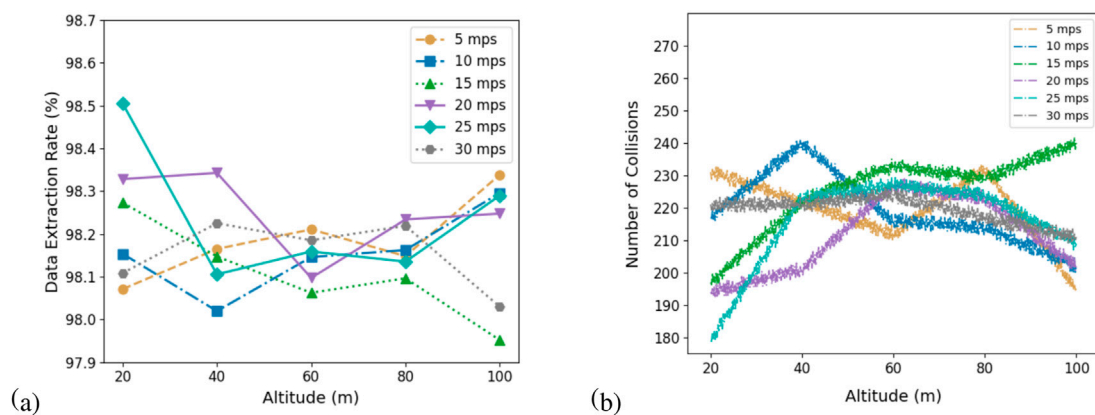 98.7
98.6
98.5
98.4
98.3
98.2
98.1
98.0
97.9
Data Extraction Rate (%)
5 mps
10 mps
15 mps
20 mps
25 mps
30 mps
20 40 60 80 100
Altitude (m)
(a)
270
260
250
240
230
220
210
200
190
180
Number of Collisions
5 mps
10 mps
15 mps
20 mps
25 mps
30 mps
20 40 60 80 100
Altitude (m)
(b)